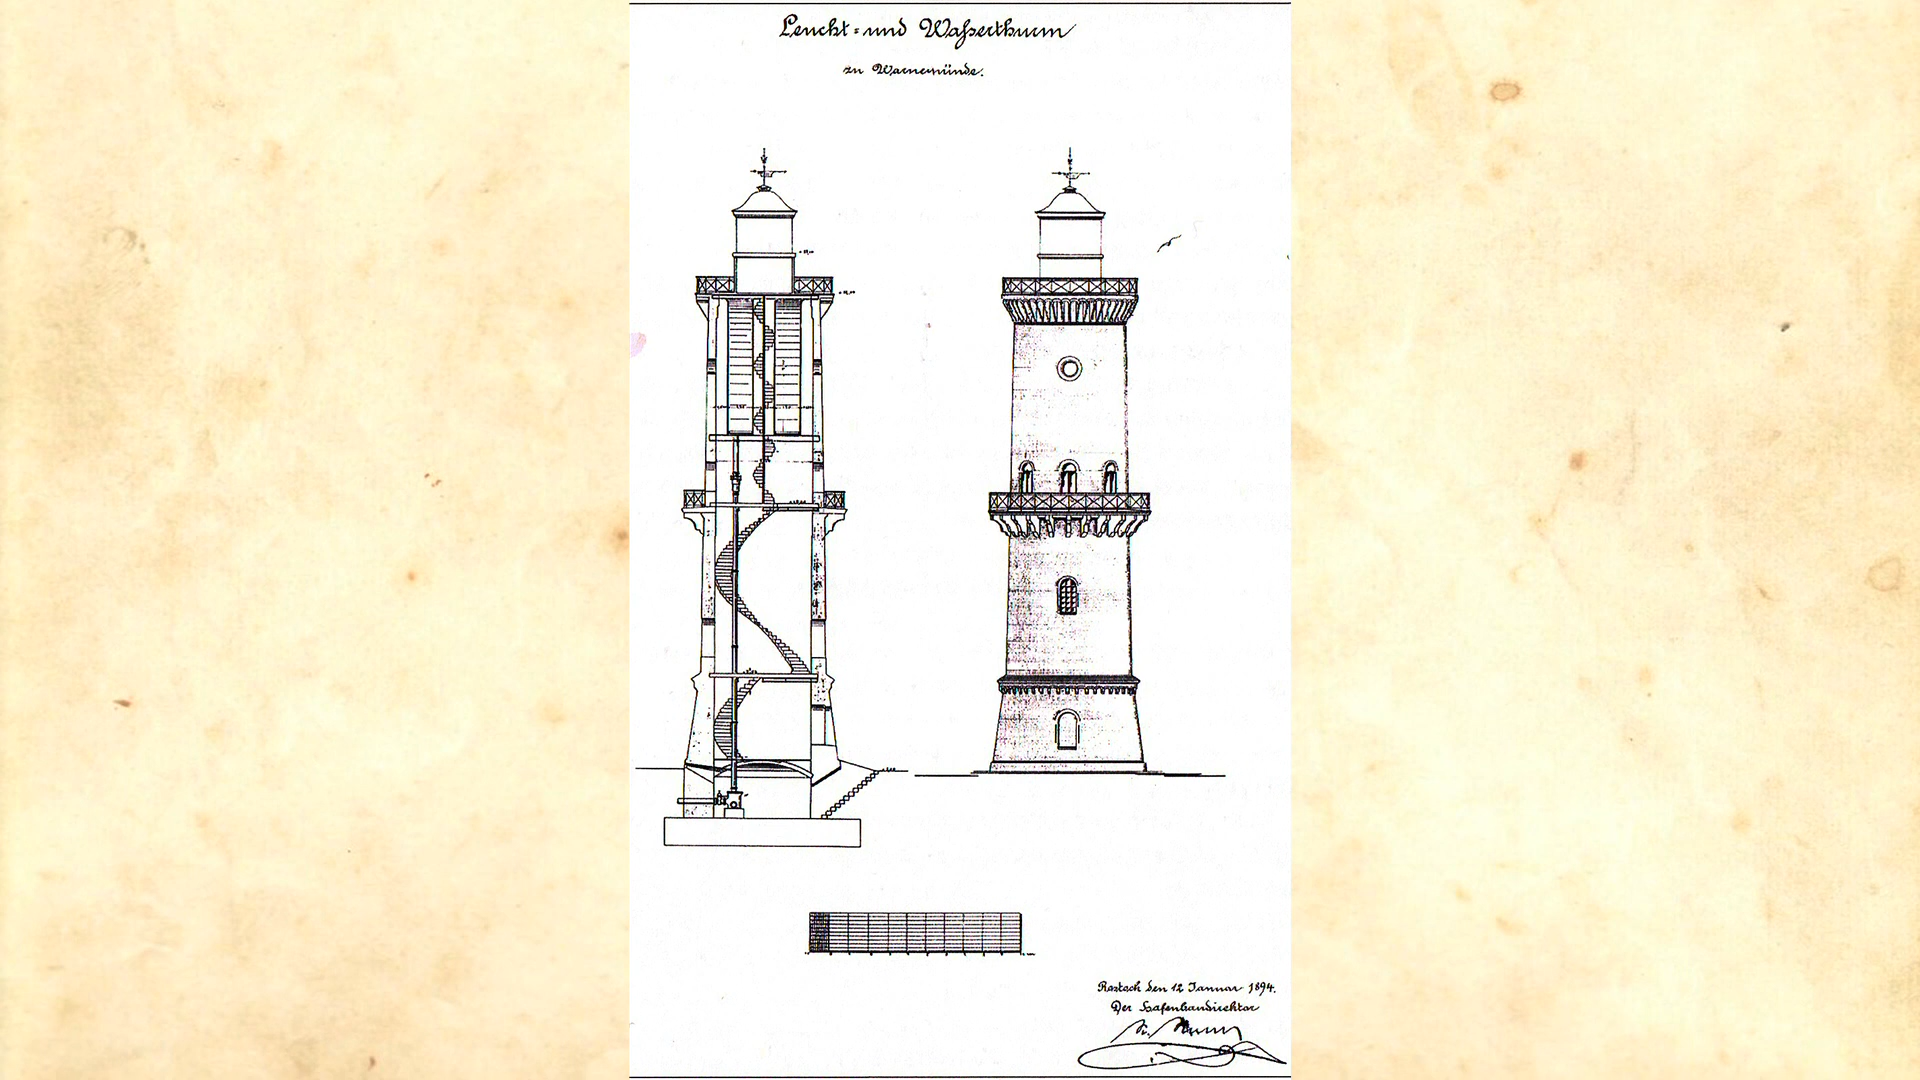 Leucht- und Waßerthurm
zu Warnemünde.
Rostock den 12 Januar 1894.
Der Hafenbaudirektor